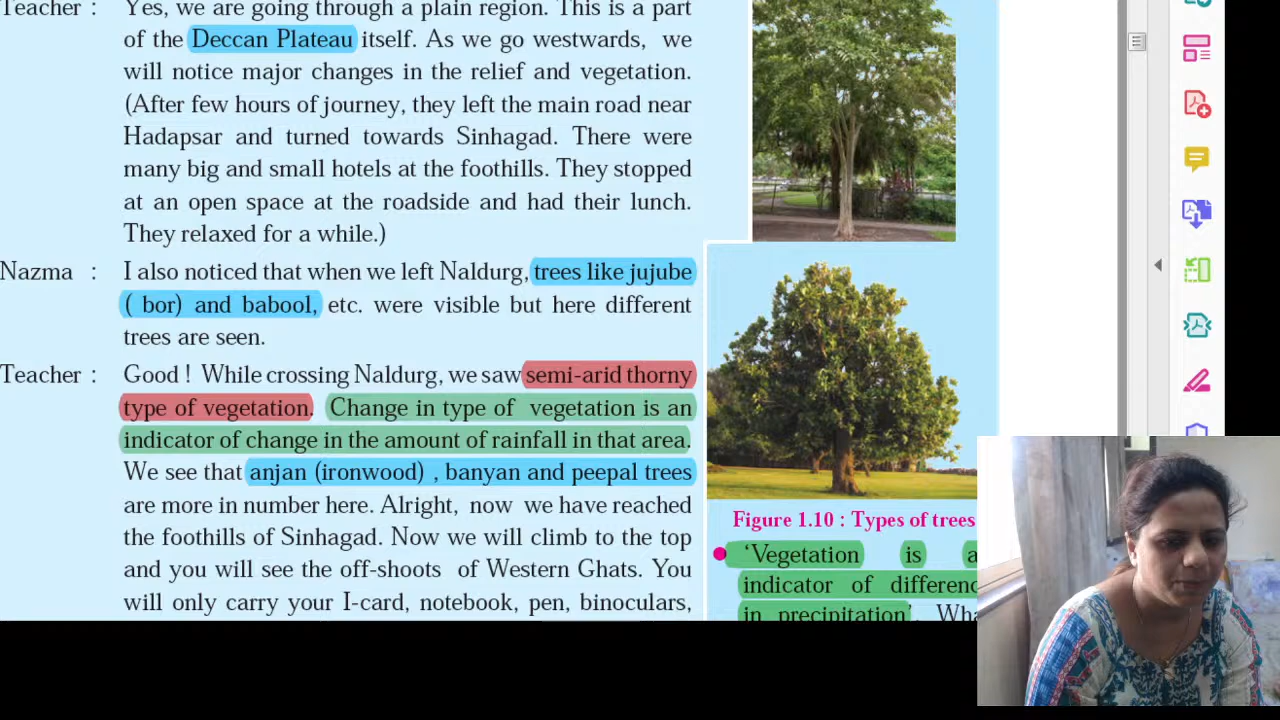 Teacher : Yes, we are going through a plain region. This is a part
of the Deccan Plateau itself. As we go westwards, we
will notice major changes in the relief and vegetation.
(After few hours of journey, they left the main road near
Hadapsar and turned towards Sinhagad. There were
many big and small hotels at the foothills. They stopped
at an open space at the roadside and had their lunch.
They relaxed for a while.)
Nazma : I also noticed that when we left Naldurg, trees like jujube
( bor) and babool, etc. were visible but here different
trees are seen.
Teacher : Good ! While crossing Naldurg, we saw semi-arid thorny
type of vegetation. Change in type of vegetation is an
indicator of change in the amount of rainfall in that area.
We see that anjan (ironwood) , banyan and peepal trees
are more in number here. Alright, now we have reached
the foothills of Sinhagad. Now we will climb to the top
and you will see the off-shoots of Western Ghats. You
will only carry your I-card, notebook, pen, binoculars,
Figure 1.10 : Types of trees
‘Vegetation is a
indicator of differenc
in precipitation’. Wha